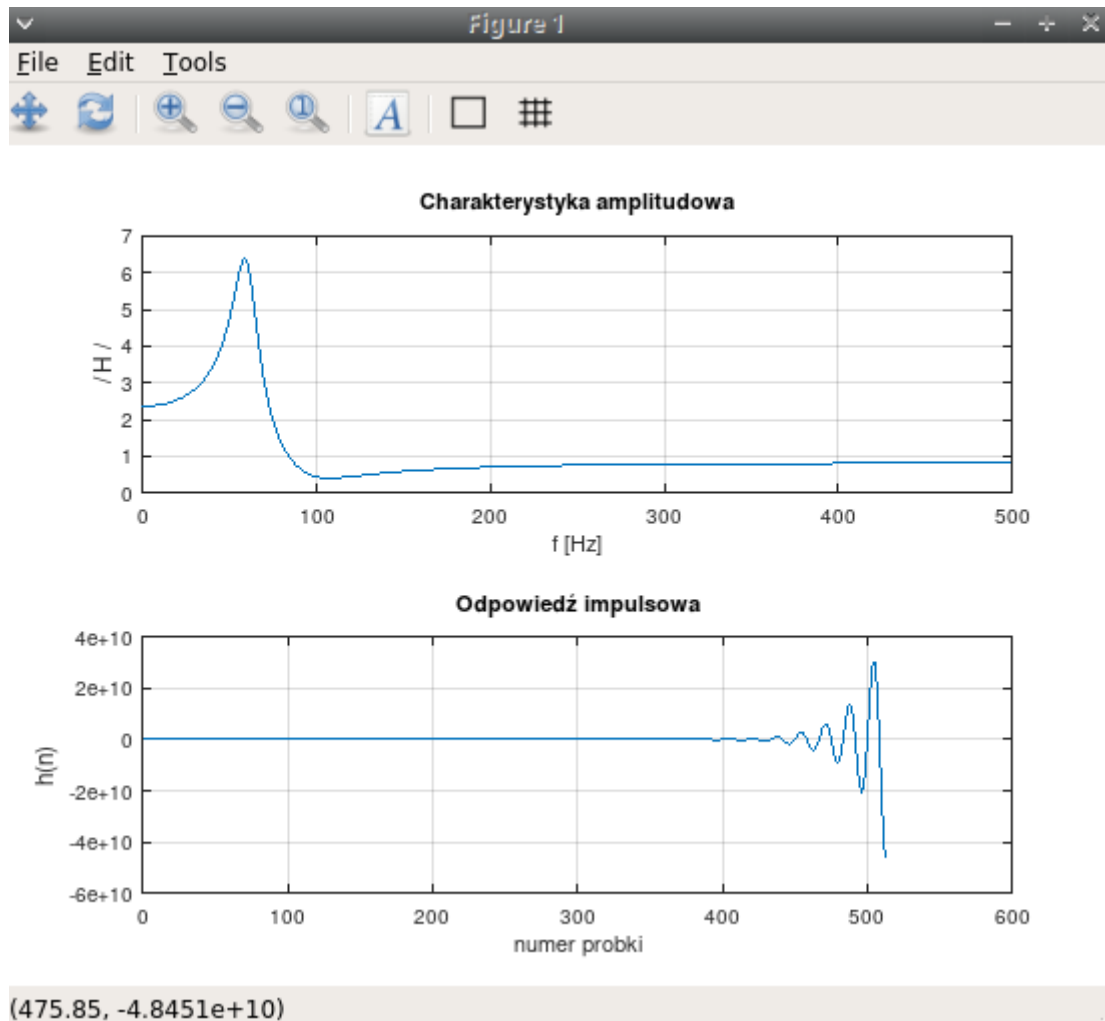 Figure 1
File Edit Tools
A
Charakterystyka amplitudowa
7
6
5
4
3
2
1
0
/ H /
0 100 200 300 400 500
f [Hz]
Odpowiedź impulsowa
4e+10
2e+10
0
-2e+10
-4e+10
-6e+10
h(n)
0 100 200 300 400 500 600
numer probki
(475.85, -4.8451e+10)